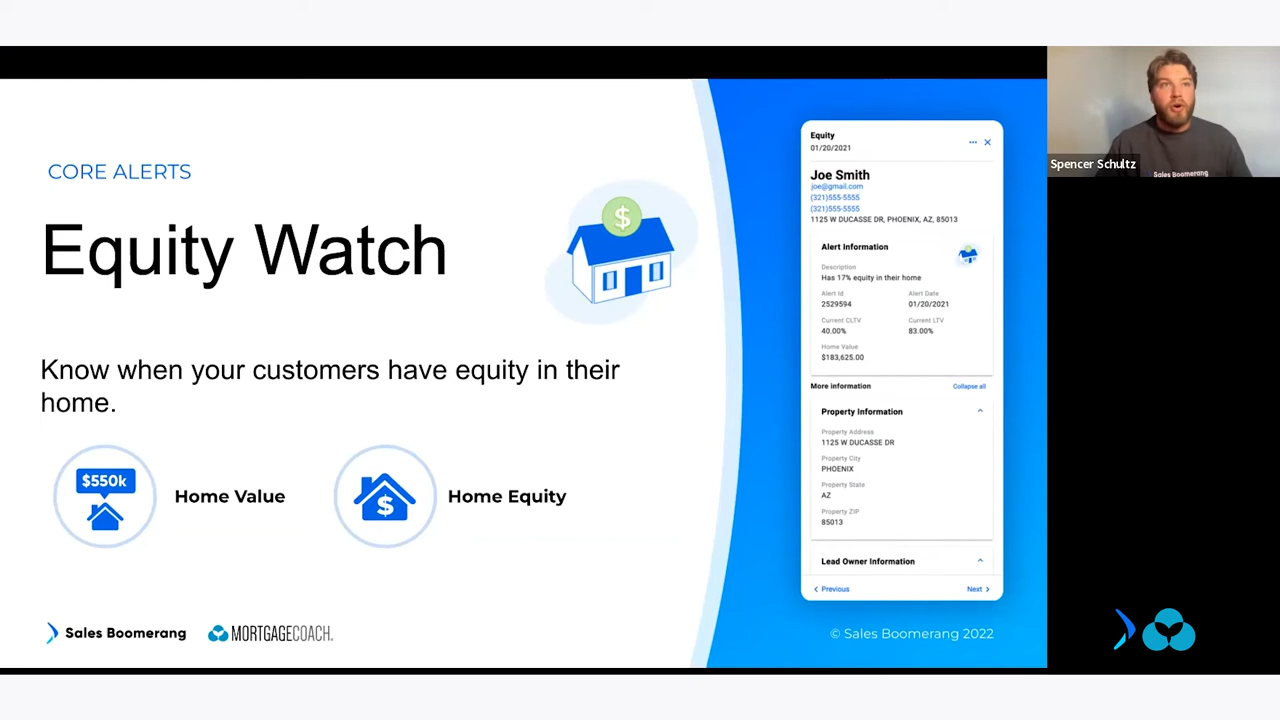 CORE ALERTS
Equity Watch
Know when your customers have equity in their
home.
$550k
Home Value
$
Home Equity
$
Sales Boomerang
MORTGAGECOACH.
Equity
01/20/2021
Joe Smith
joe@gmail.com
(321)555-5555
(321)555-5555
1125 W DUCASSE DR, PHOENIX, AZ, 85013
Alert Information
Description
Has 17% equity in their home
Alert Id
Alert Date
2529594
01/20/2021
Current CLTV
Current LTV
40.00%
83.00%
Home Value
$183,625.00
More information
Collapse all
Property Information
Property Address
1125 W DUCASSE DR
Property City
PHOENIX
Property State
AZ
Property ZIP
85013
Lead Owner Information
Previous
Next
© Sales Boomerang 2022
Spencer Schultz
Sales Boomerang